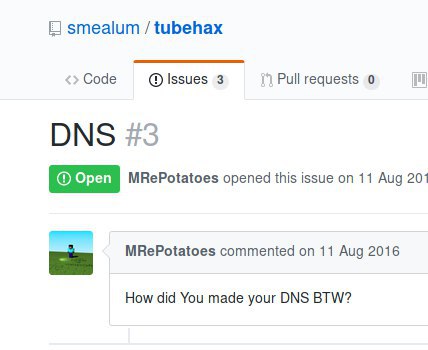 smealum / tubehax
Code Issues 3 Pull requests 0
DNS #3
Open MRePotatoes opened this issue on 11 Aug 201
MRePotatoes commented on 11 Aug 2016
How did You made your DNS BTW?